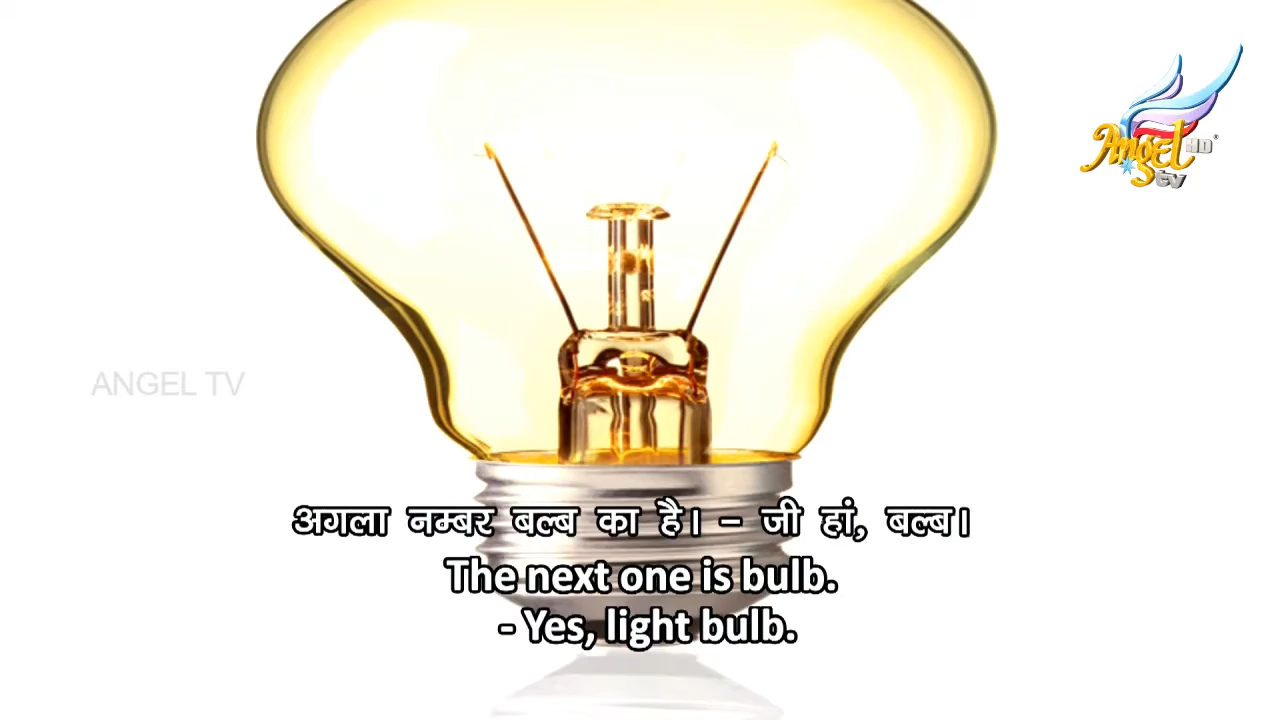 Angel HD
tv
ANGEL TV
अगला नम्बर बल्ब का है। – जी हां, बल्ब।
The next one is bulb.
- Yes, light bulb.